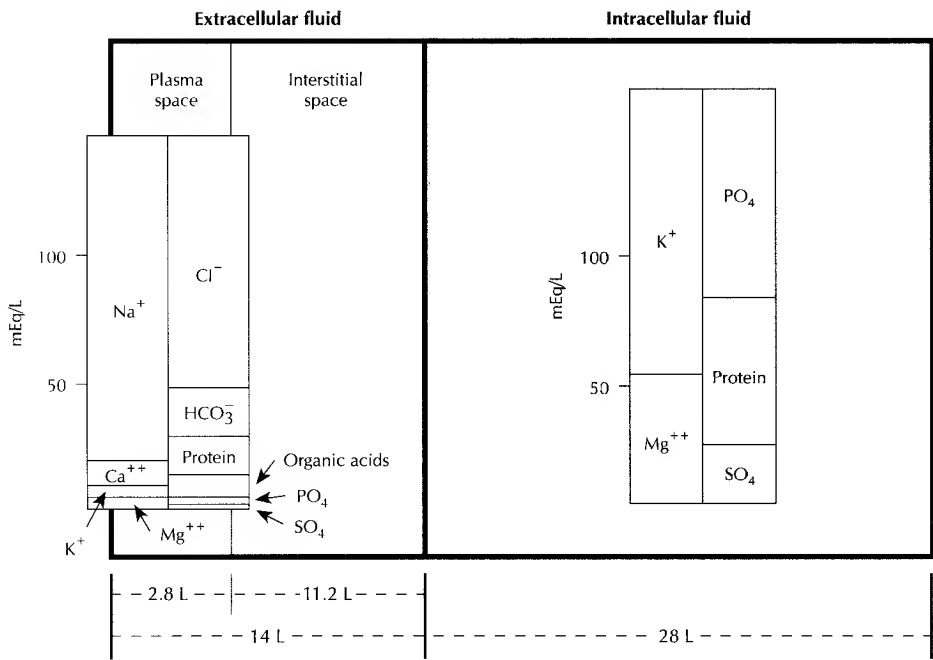 Extracellular fluid
Intracellular fluid
Plasma
space
Interstitial
space
mEq/L
100
50
Na⁺
Cl⁻
HCO₃⁻
Ca⁺⁺
Protein
Organic acids
PO₄
SO₄
K⁺
Mg⁺⁺
mEq/L
100
50
K⁺
PO₄
Protein
Mg⁺⁺
SO₄
2.8 L
11.2 L
14 L
28 L